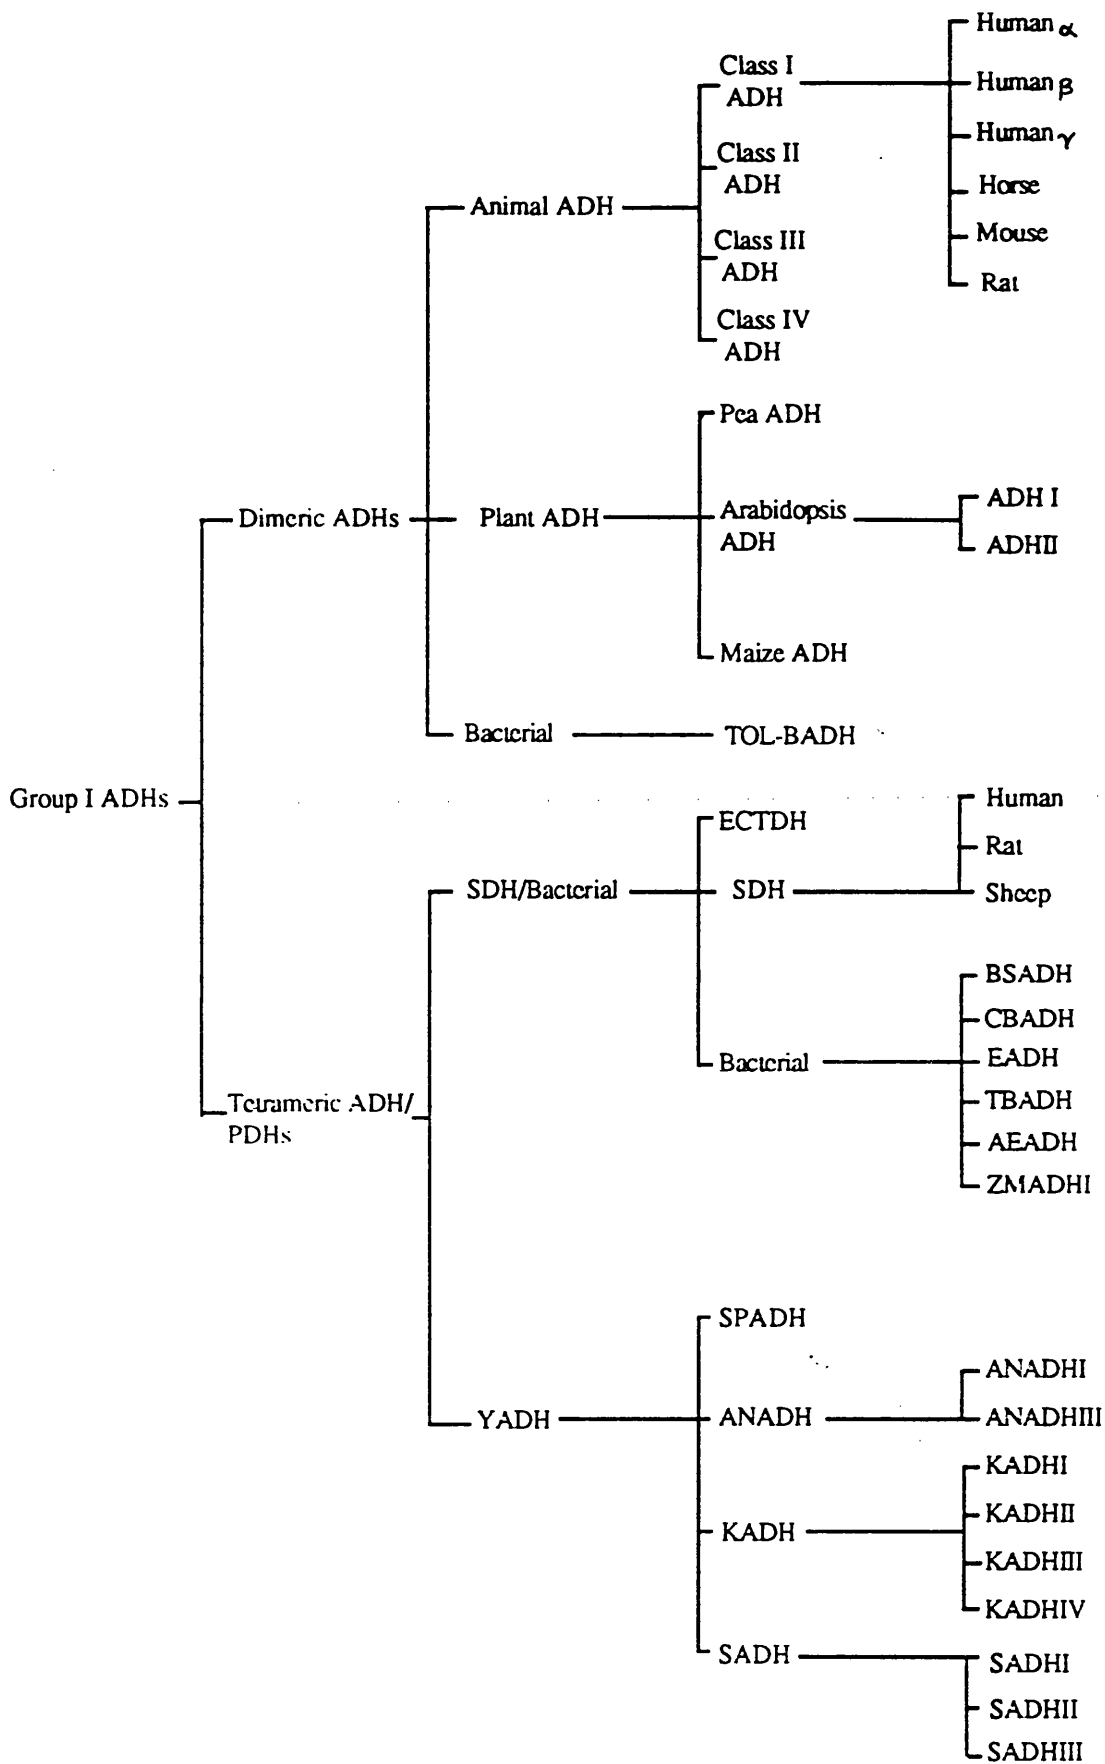 Human α
Class I
ADH
Human β
Human γ
Class II
ADH
Horse
Animal ADH
Mouse
Class III
ADH
Rat
Class IV
ADH
Pea ADH
ADH I
Dimeric ADHs
Plant ADH
Arabidopsis
ADH
ADHII
Maize ADH
Bacterial
TOL-BADH
Group I ADHs
Human
ECTDH
Rat
SDH/Bacterial
SDH
Sheep
BSADH
CBADH
Bacterial
EADH
Tetrameric ADH/
PDHs
TBADH
AEADH
ZMADHI
SPADH
ANADHI
YADH
ANADH
ANADHIII
KADHI
KADHII
KADH
KADHIII
KADHIV
SADH
SADHI
SADHII
SADHIII